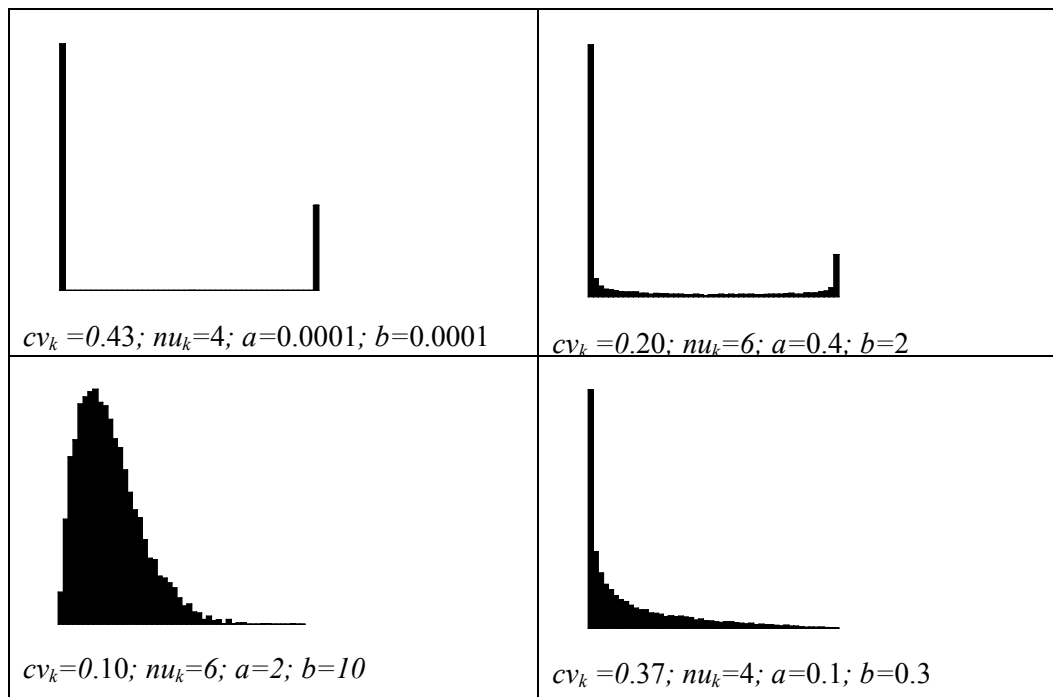 cvk =0.43; nuk=4; a=0.0001; b=0.0001
cvk =0.20; nuk=6; a=0.4; b=2
cvk=0.10; nuk=6; a=2; b=10
cvk =0.37; nuk=4; a=0.1; b=0.3